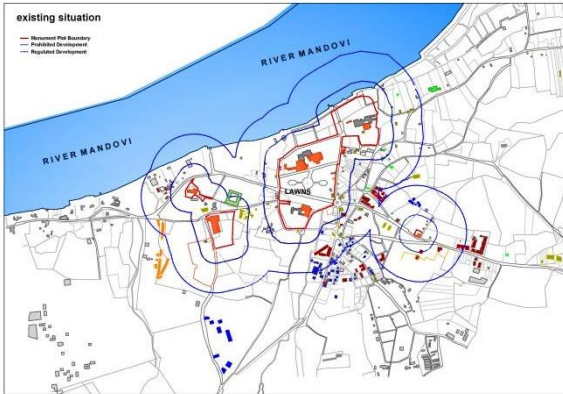 existing situation
Monument Plot Boundary
Prohibited Development
Regulated Development
RIVER MANDOVI
RIVER MANDOVI
LAWNS